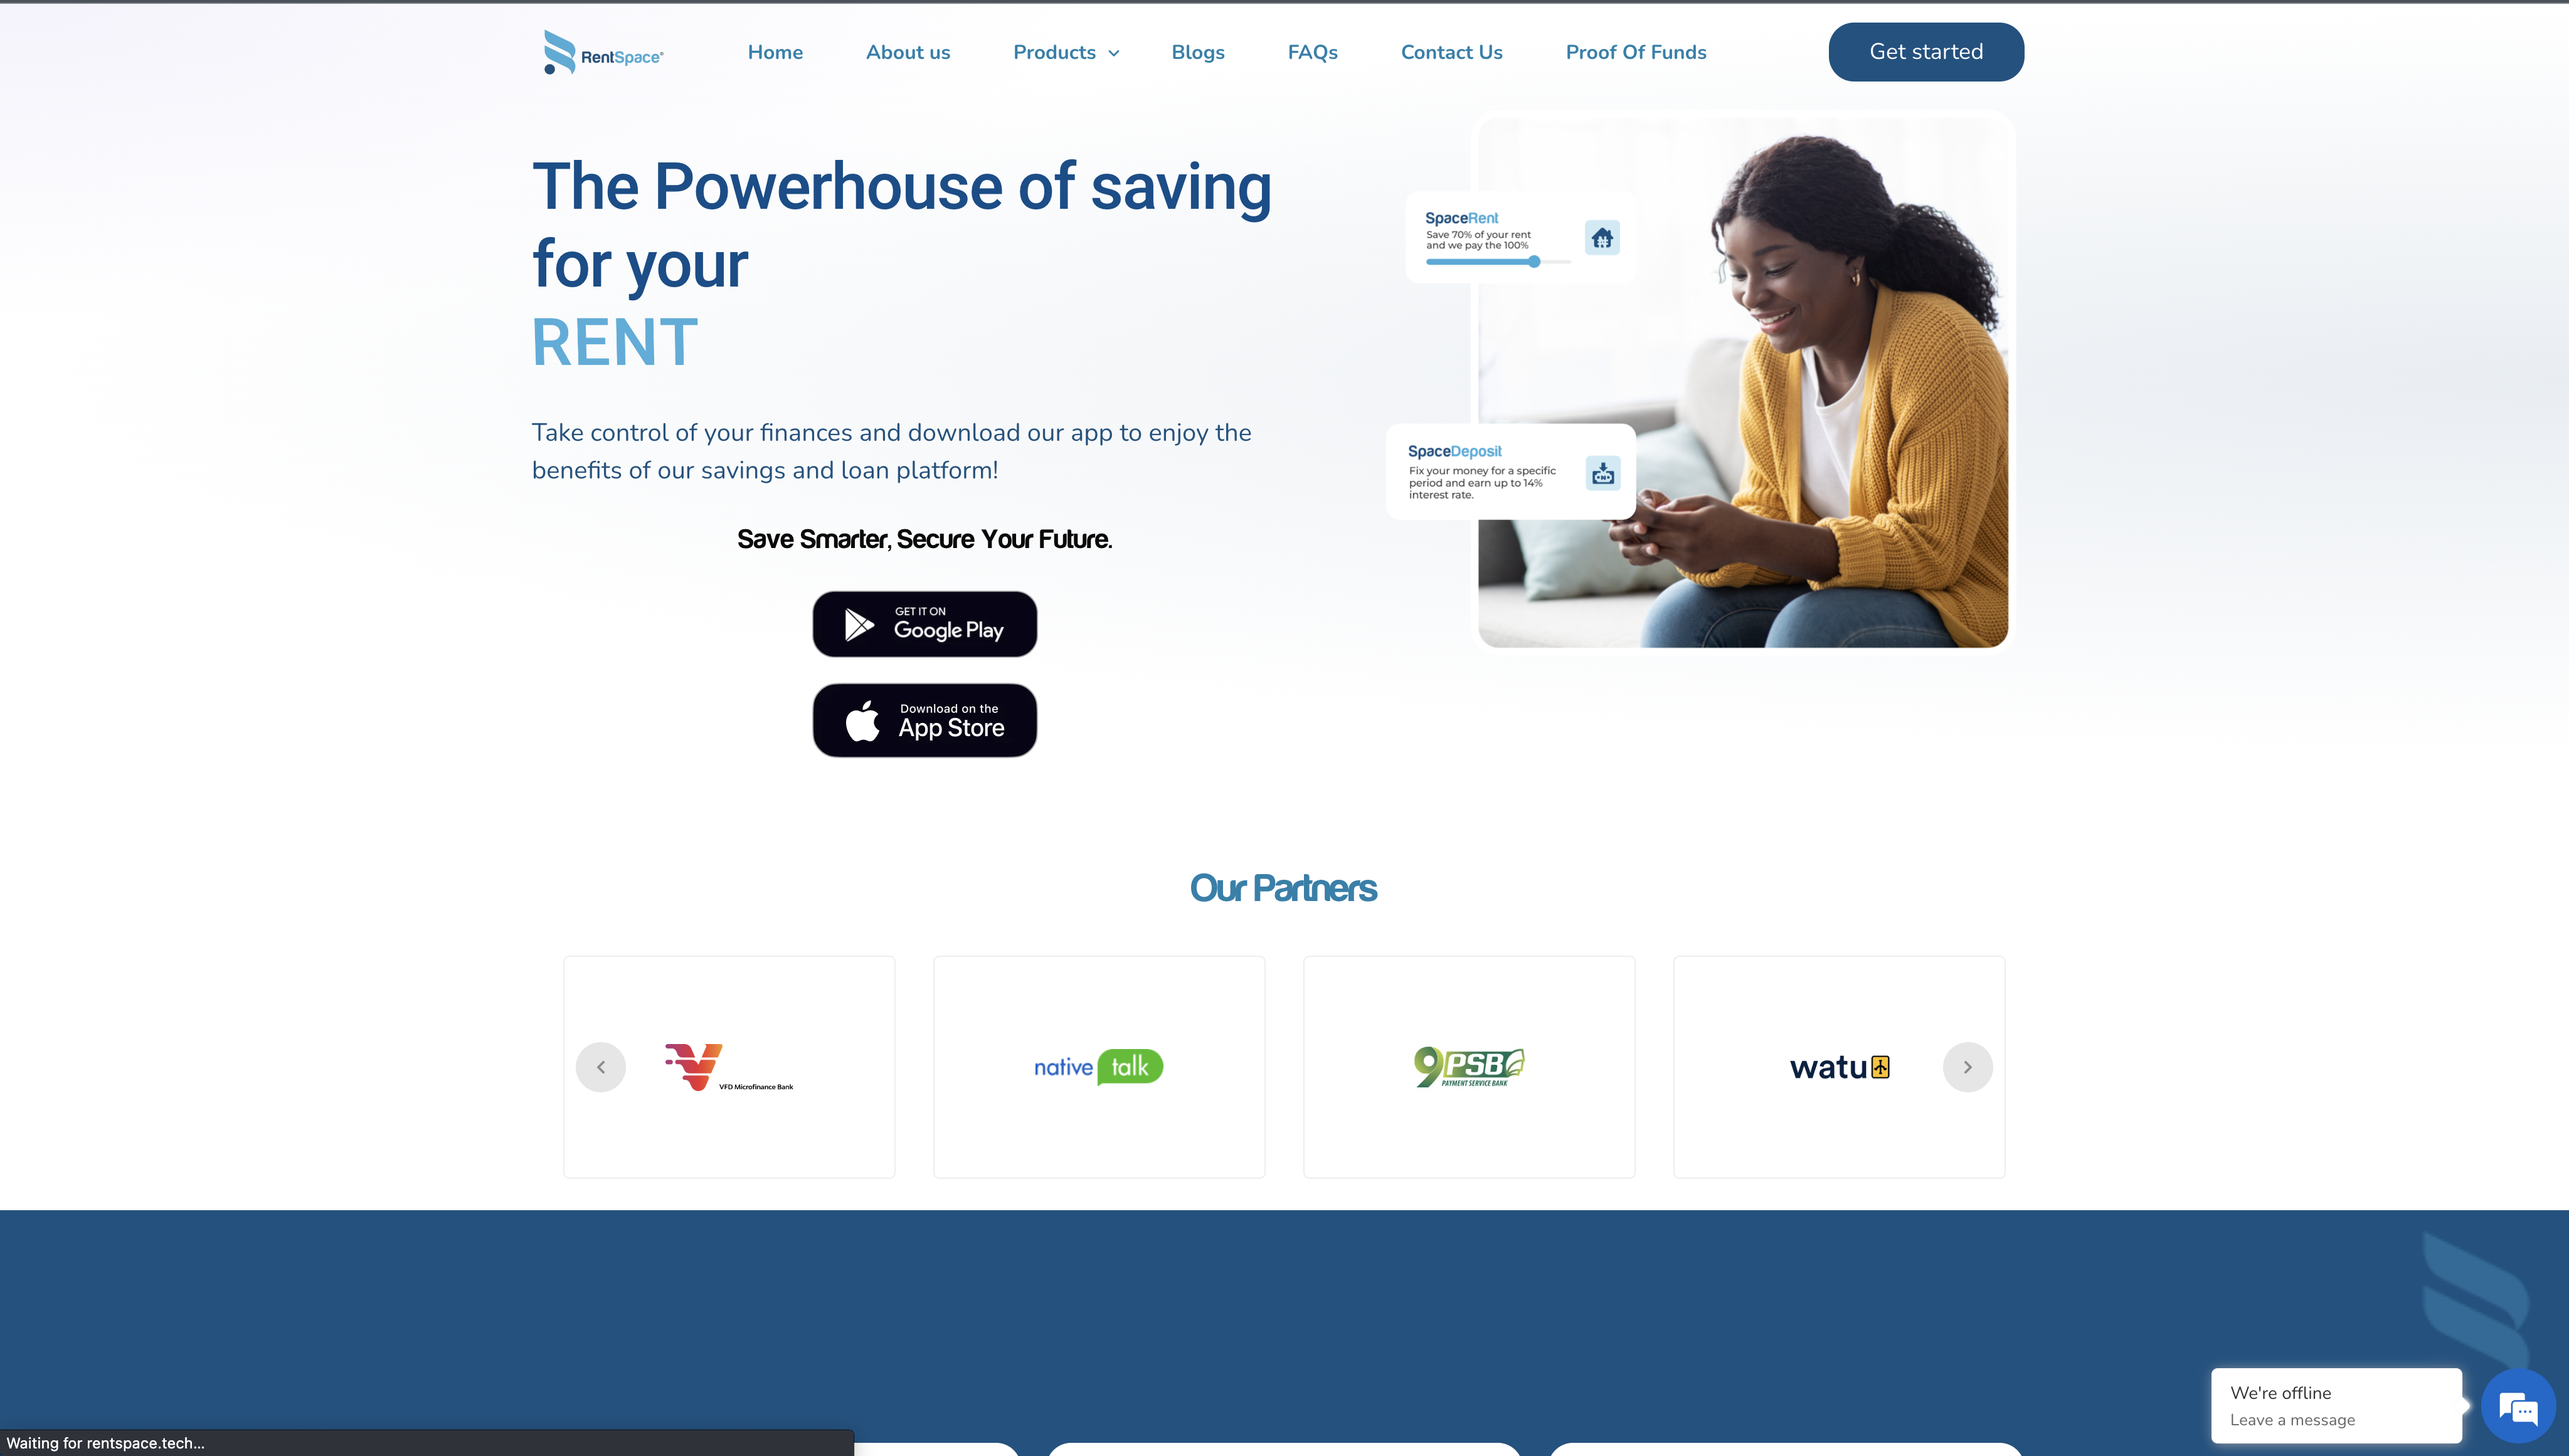 RentSpace®
Home
About us
Products
Blogs
FAQs
Contact Us
Proof Of Funds
Get started
The Powerhouse of saving
for your
RENT
Take control of your finances and download our app to enjoy the
benefits of our savings and loan platform!
Save Smarter, Secure Your Future.
GET IT ON
Google Play
Download on the
App Store
SpaceRent
Save 70% of your rent
and we pay the 100%
SpaceDeposit
Fix your money for a specific
period and earn up to 14%
interest rate.
Our Partners
VFD Microfinance Bank
native talk
9PSB
PAYMENT SERVICE BANK
watu
We're offline
Leave a message
Waiting for rentspace.tech...